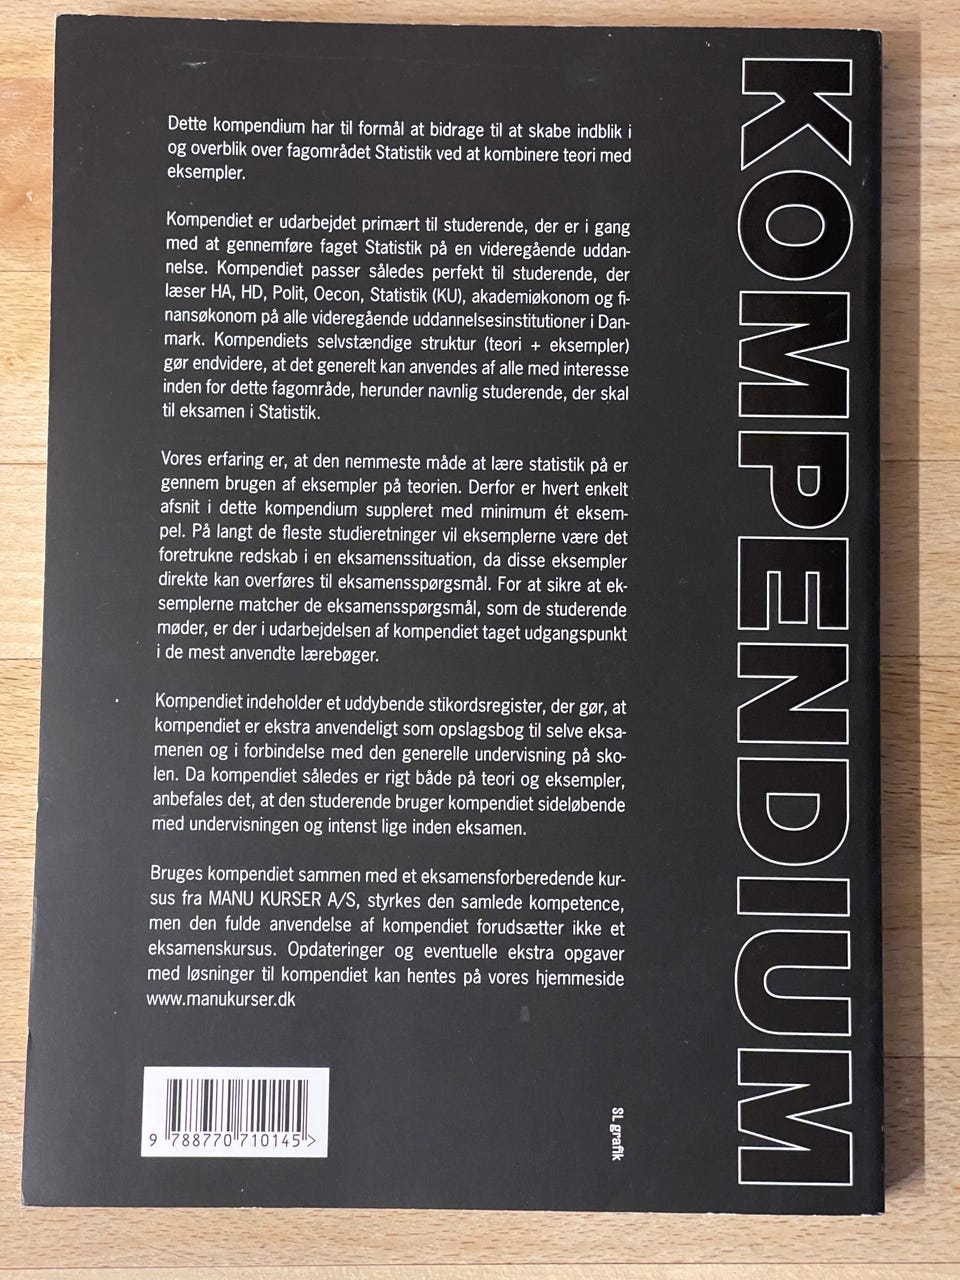 Dette kompendium har til formål at bidrage til at skabe indblik i
og overblik over fagområdet Statistik ved at kombinere teori med
eksempler.
Kompendiet er udarbejdet primært til studerende, der er i gang
med at gennemføre faget Statistik på en videregående uddan-
nelse. Kompendiet passer således perfekt til studerende, der
læser HA, HD, Polit, Oecon, Statistik (KU), akademiøkonom og fi-
nansøkonom på alle videregående uddannelsesinstitutioner i Dan-
mark. Kompendiets selvstændige struktur (teori + eksempler)
gør endvidere, at det generelt kan anvendes af alle med interesse
inden for dette fagområde, herunder navnlig studerende, der skal
til eksamen i Statistik.
Vores erfaring er, at den nemmeste måde at lære statistik på er
gennem brugen af eksempler på teorien. Derfor er hvert enkelt
afsnit i dette kompendium suppleret med minimum ét eksem-
pel. På langt de fleste studieretninger vil eksemplerne være det
foretrukne redskab i en eksamenssituation, da disse eksempler
direkte kan overføres til eksamensspørgsmål. For at sikre at ek-
semplerne matcher de eksamensspørgsmål, som de studerende
møder, er der i udarbejdelsen af kompendiet taget udgangspunkt
i de mest anvendte lærebøger.
Kompendiet indeholder et uddybende stikordsregister, der gør, at
kompendiet er ekstra anvendeligt som opslagsbog til selve eksa-
menen og i forbindelse med den generelle undervisning på sko-
len. Da kompendiet således er rigt både på teori og eksempler,
anbefales det, at den studerende bruger kompendiet sideløbende
med undervisningen og intenst lige inden eksamen.
Bruges kompendiet sammen med et eksamensforberedende kur-
sus fra MANU KURSER A/S, styrkes den samlede kompetence,
men den fulde anvendelse af kompendiet forudsætter ikke et
eksamenskursus. Opdateringer og eventuelle ekstra opgaver
med løsninger til kompendiet kan hentes på vores hjemmeside
www.manukurser.dk
9 788770 710145 >
SL grafik
KOMPENDIUM